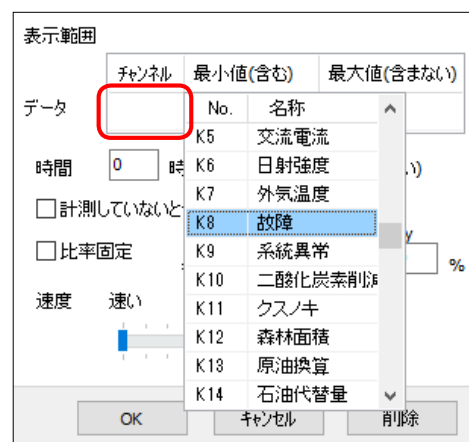 表示範囲
チャンネル 最小値(含む) 最大値(含まない)
データ
No. 名称
K5 交流電流
K6 日射強度
K7 外気温度
K8 故障
K9 系統異常
K10 二酸化炭素削減
K11 クスノキ
K12 森林面積
K13 原油換算
K14 石油代替量
時間 0 時 い)
計測していないと
比率固定 y %
速度 速い
OK キャンセル 削除